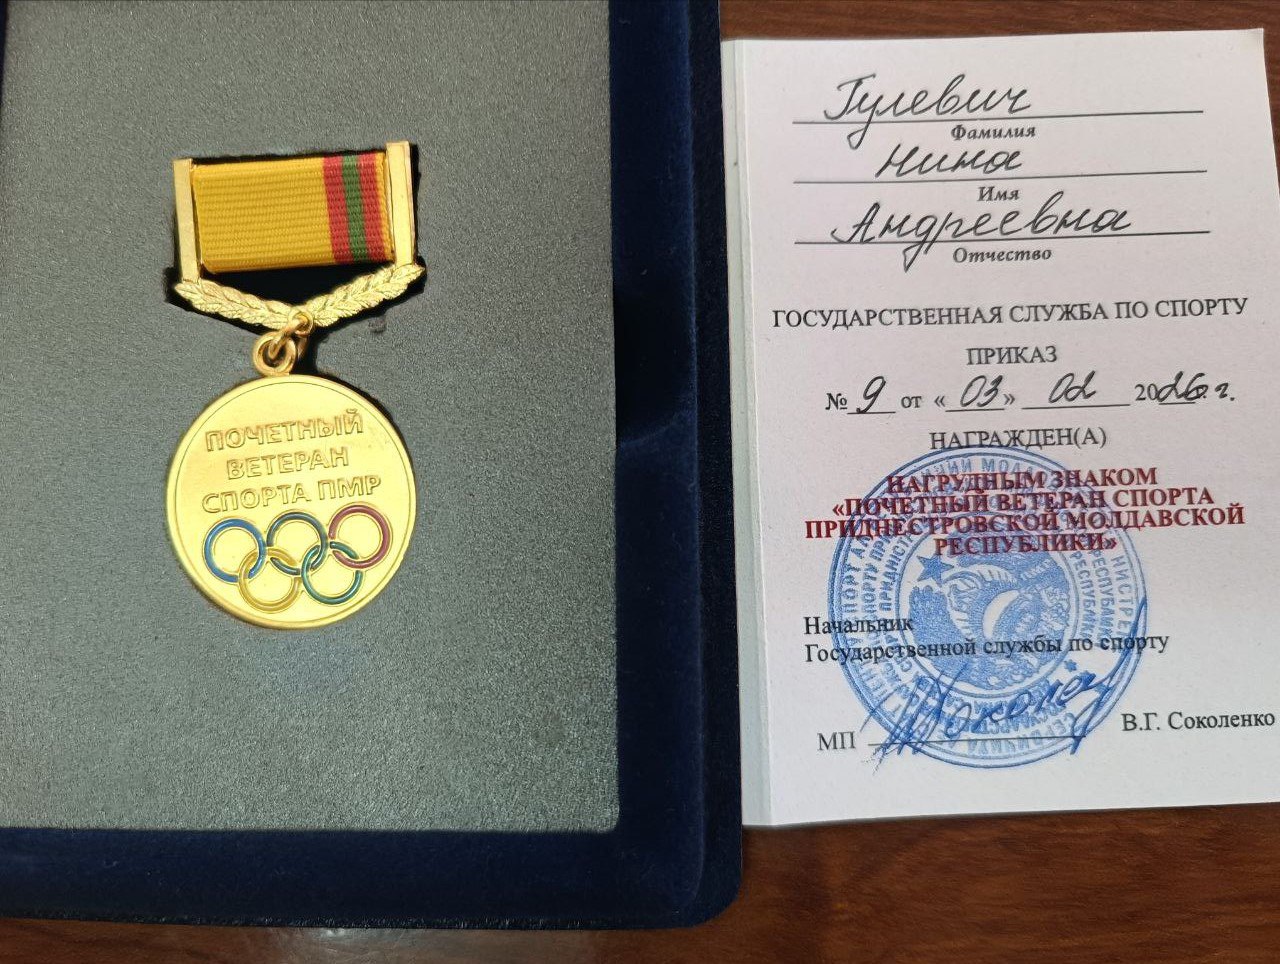 ПОЧЕТНЫЙ
ВЕТЕРАН
СПОРТА ПМР
Гулевич
Фамилия
Нина
Имя
Андреевна
Отчество
ГОСУДАРСТВЕННАЯ СЛУЖБА ПО СПОРТУ
ПРИКАЗ
№ 9 от «03» 02 2026 г.
НАГРАЖДЕН(А)
НАГРУДНЫМ ЗНАКОМ
«ПОЧЕТНЫЙ ВЕТЕРАН СПОРТА
ПРИДНЕСТРОВСКОЙ МОЛДАВСКОЙ
РЕСПУБЛИКИ»
Начальник
Государственной службы по спорту
МП В.Г. Соколенко